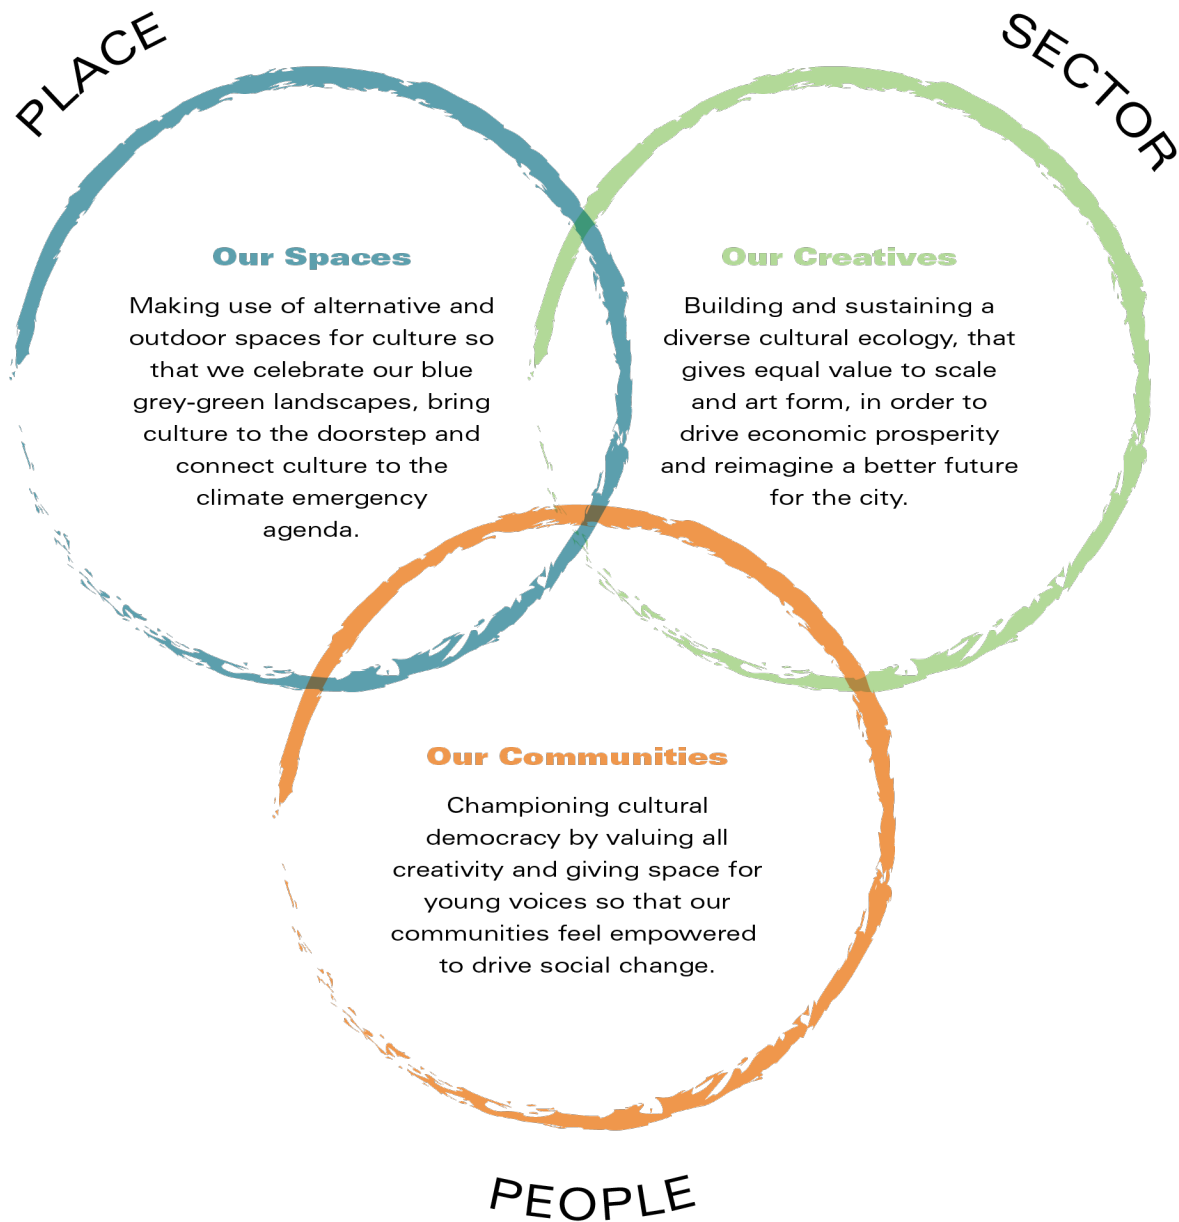 PLACE
SECTOR
Our Spaces
Making use of alternative and
outdoor spaces for culture so
that we celebrate our blue
grey-green landscapes, bring
culture to the doorstep and
connect culture to the
climate emergency
agenda.
Our Creatives
Building and sustaining a
diverse cultural ecology, that
gives equal value to scale
and art form, in order to
drive economic prosperity
and reimagine a better future
for the city.
Our Communities
Championing cultural
democracy by valuing all
creativity and giving space for
young voices so that our
communities feel empowered
to drive social change.
PEOPLE